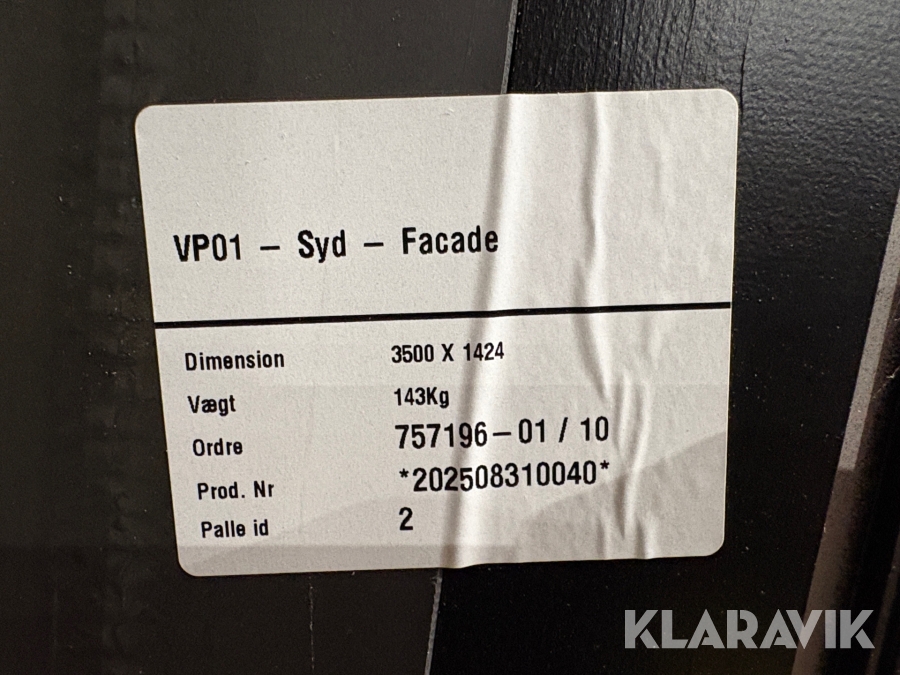 VP01 - Syd - Facade
Dimension 3500 X 1424
Vægt 143Kg
Ordre 757196-01 / 10
Prod. Nr *202508310040*
Palle id 2
KLARAVIK